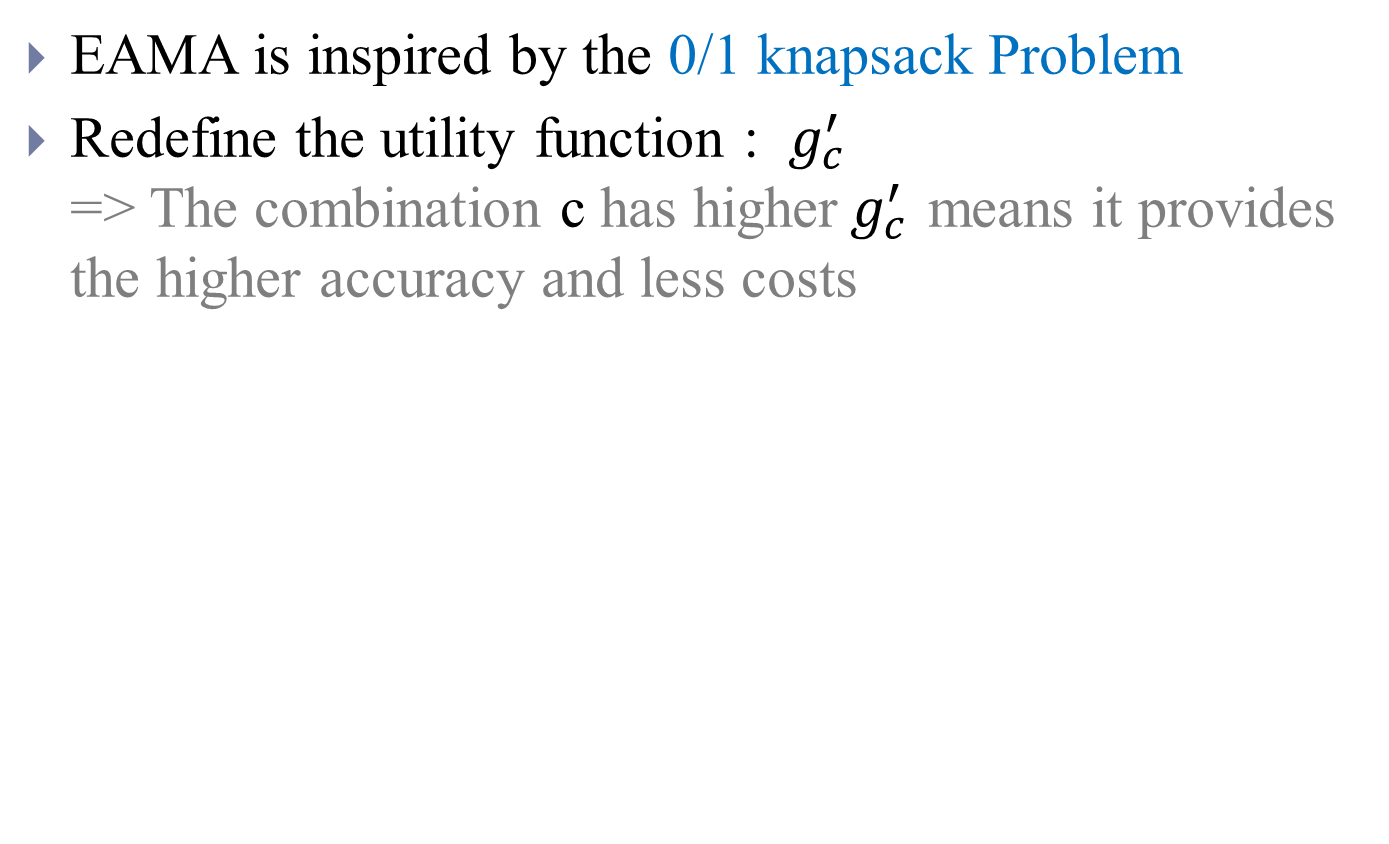 EAMA is inspired by the 0/1 knapsack Problem
Redefine the utility function : g′c
=> The combination c has higher g′c means it provides
the higher accuracy and less costs